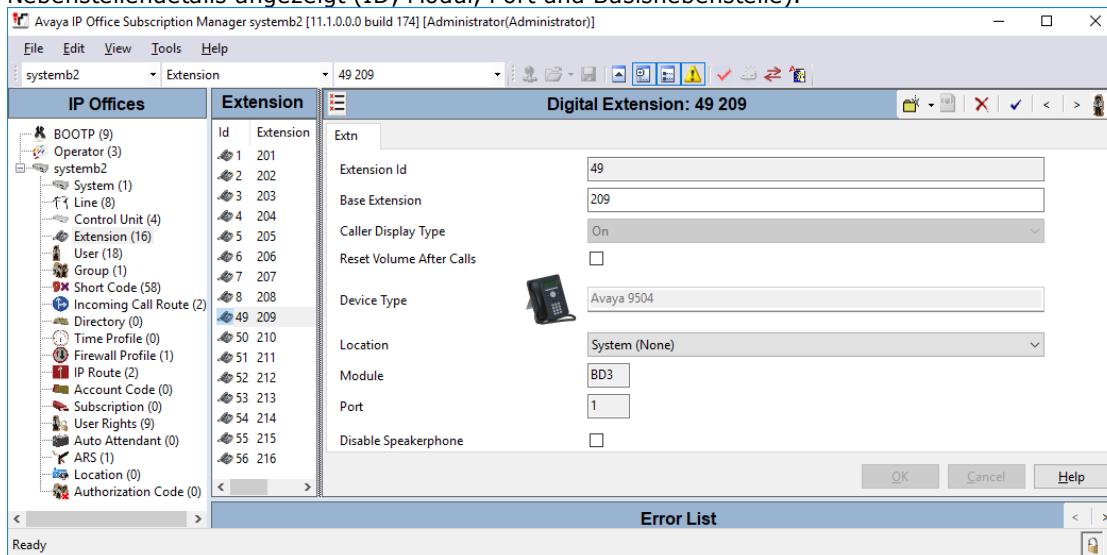 Nebenstellendetails angezeigt (ID, Modul, Port und Basisnebenstelle).
Avaya IP Office Subscription Manager systemb2 [11.1.0.0.0 build 174] [Administrator(Administrator)]
File Edit View Tools Help
systemb2 Extension 49 209
IP Offices
BOOTP (9)
Operator (3)
systemb2
System (1)
Line (8)
Control Unit (4)
Extension (16)
User (18)
Group (1)
Short Code (58)
Incoming Call Route (2)
Directory (0)
Time Profile (0)
Firewall Profile (1)
IP Route (2)
Account Code (0)
Subscription (0)
User Rights (9)
Auto Attendant (0)
ARS (1)
Location (0)
Authorization Code (0)
Extension
Id Extension
1 201
2 202
3 203
4 204
5 205
6 206
7 207
8 208
49 209
50 210
51 211
52 212
53 213
54 214
55 215
56 216
Digital Extension: 49 209
Extn
Extension Id 49
Base Extension 209
Caller Display Type On
Reset Volume After Calls
Device Type Avaya 9504
Location System (None)
Module BD3
Port 1
Disable Speakerphone
OK Cancel Help
Error List
Ready